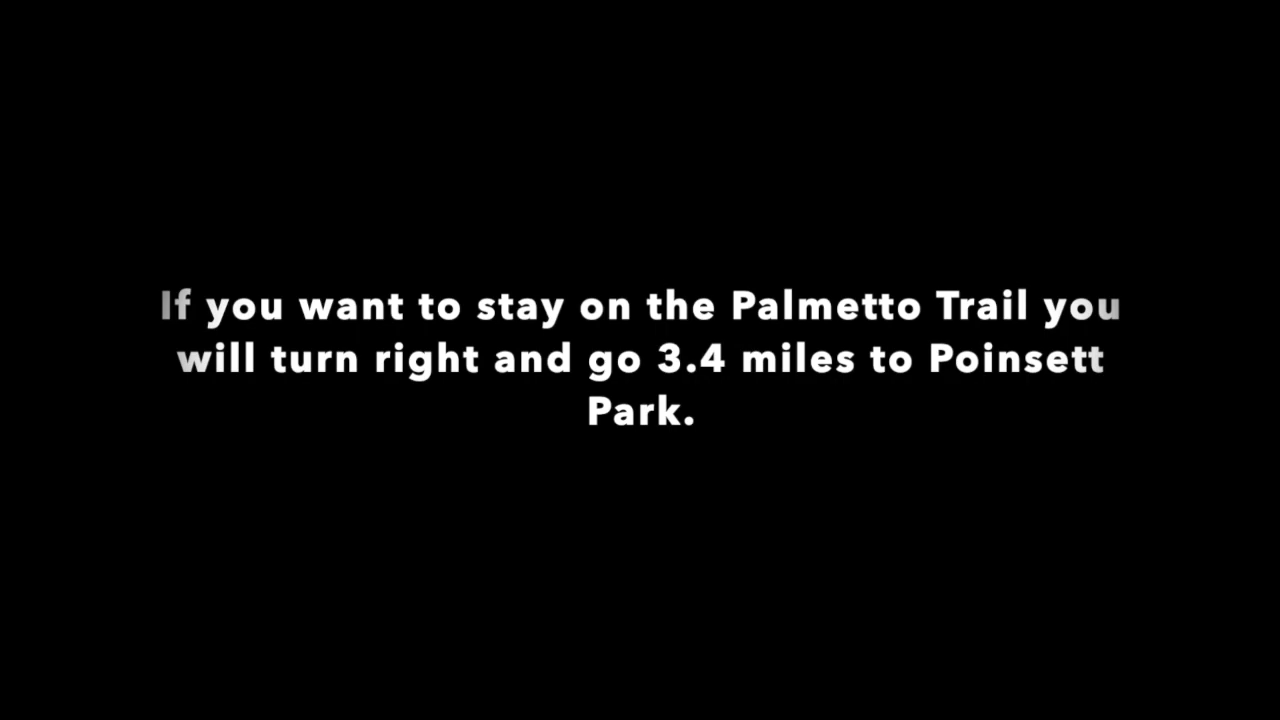 If you want to stay on the Palmetto Trail you
will turn right and go 3.4 miles to Poinsett
Park.